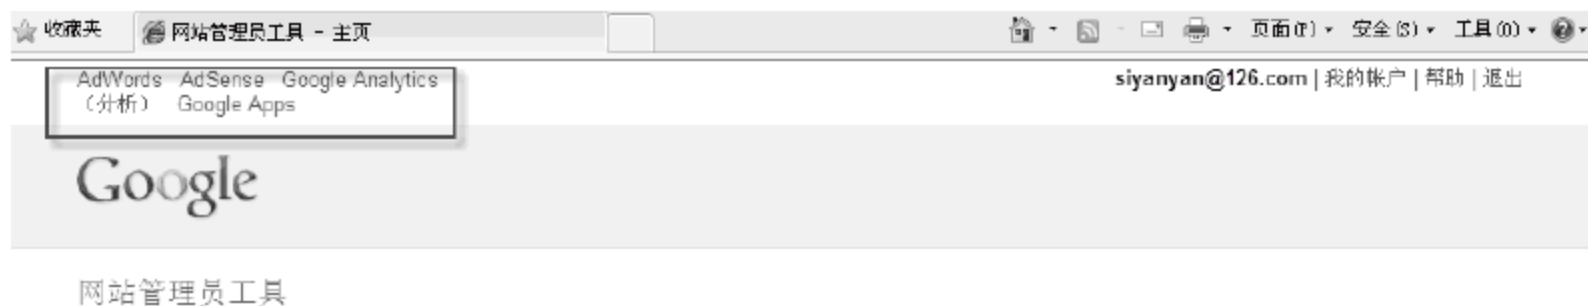 收藏夹 网站管理员工具 - 主页 页面(P) 安全(S) 工具(O)
AdWords AdSense Google Analytics siyanyan@126.com | 我的帐户 | 帮助 | 退出
（分析） Google Apps
Google
网站管理员工具